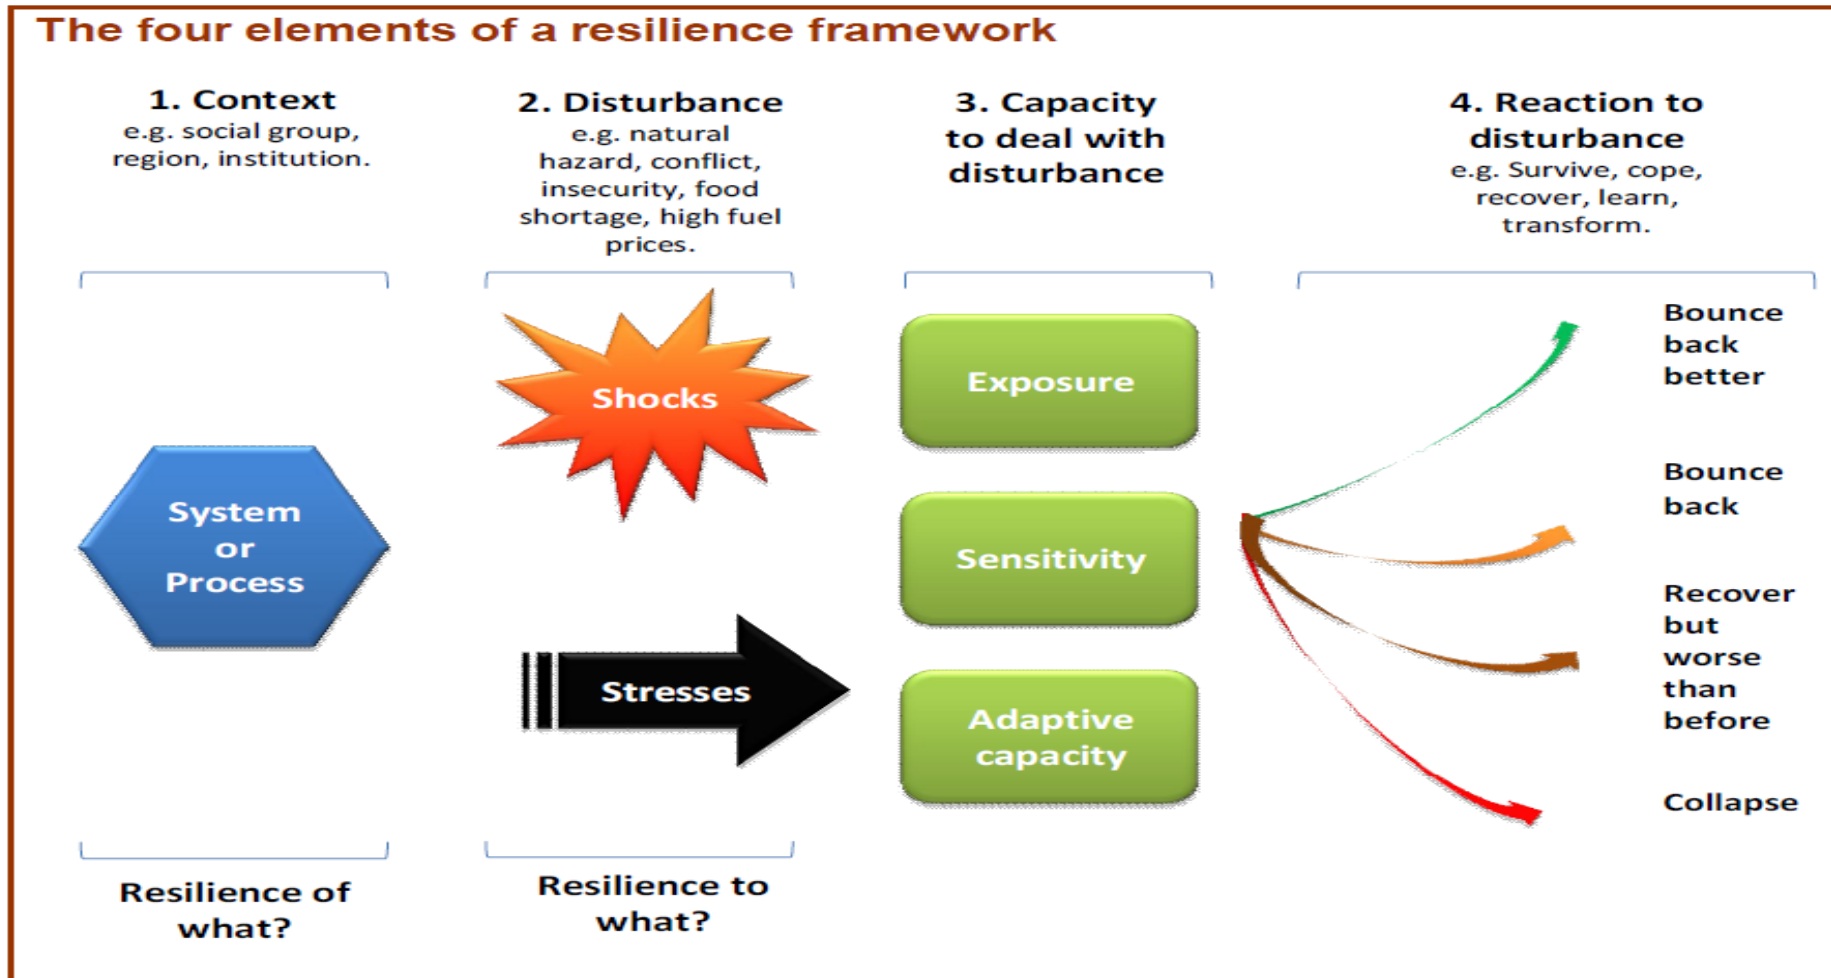 The four elements of a resilience framework
1. Context
e.g. social group,
region, institution.
2. Disturbance
e.g. natural
hazard, conflict,
insecurity, food
shortage, high fuel
prices.
3. Capacity
to deal with
disturbance
4. Reaction to
disturbance
e.g. Survive, cope,
recover, learn,
transform.
System
or
Process
Shocks
Stresses
Exposure
Sensitivity
Adaptive
capacity
Bounce
back
better
Bounce
back
Recover
but
worse
than
before
Collapse
Resilience of
what?
Resilience to
what?